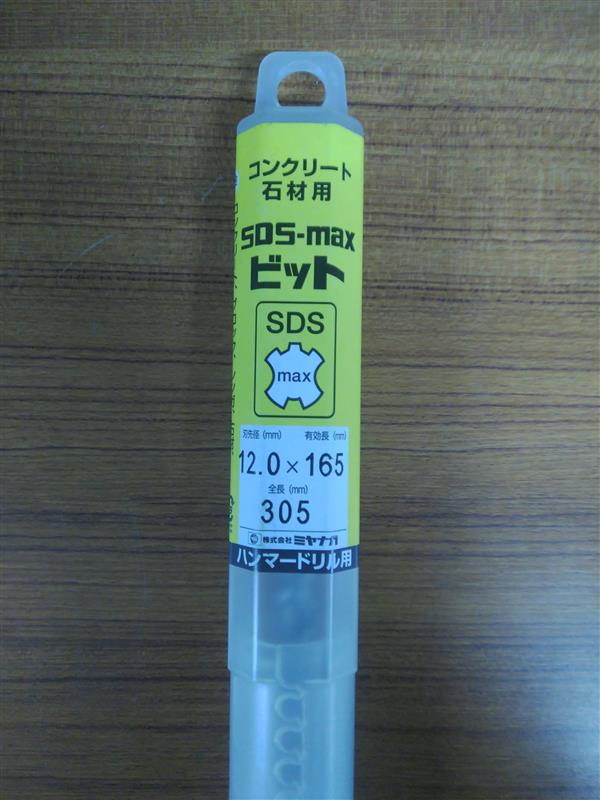 コンクリート
石材用
SDS-max
ビット
SDS
max
刃先径(mm) 有効長(mm)
12.0×165
全長(mm)
305
株式会社ミヤナガ
ハンマードリル用